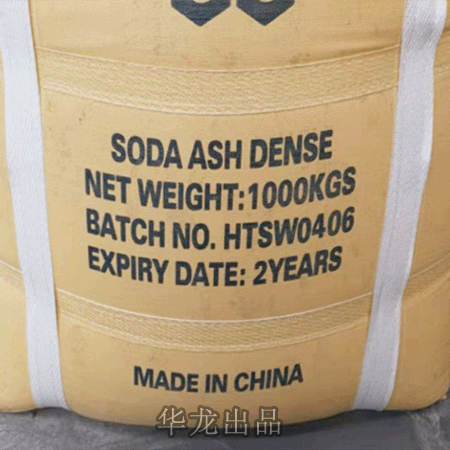 SODA ASH DENSE
NET WEIGHT:1000KGS
BATCH NO. HTSW0406
EXPIRY DATE: 2YEARS
MADE IN CHINA
华龙出品